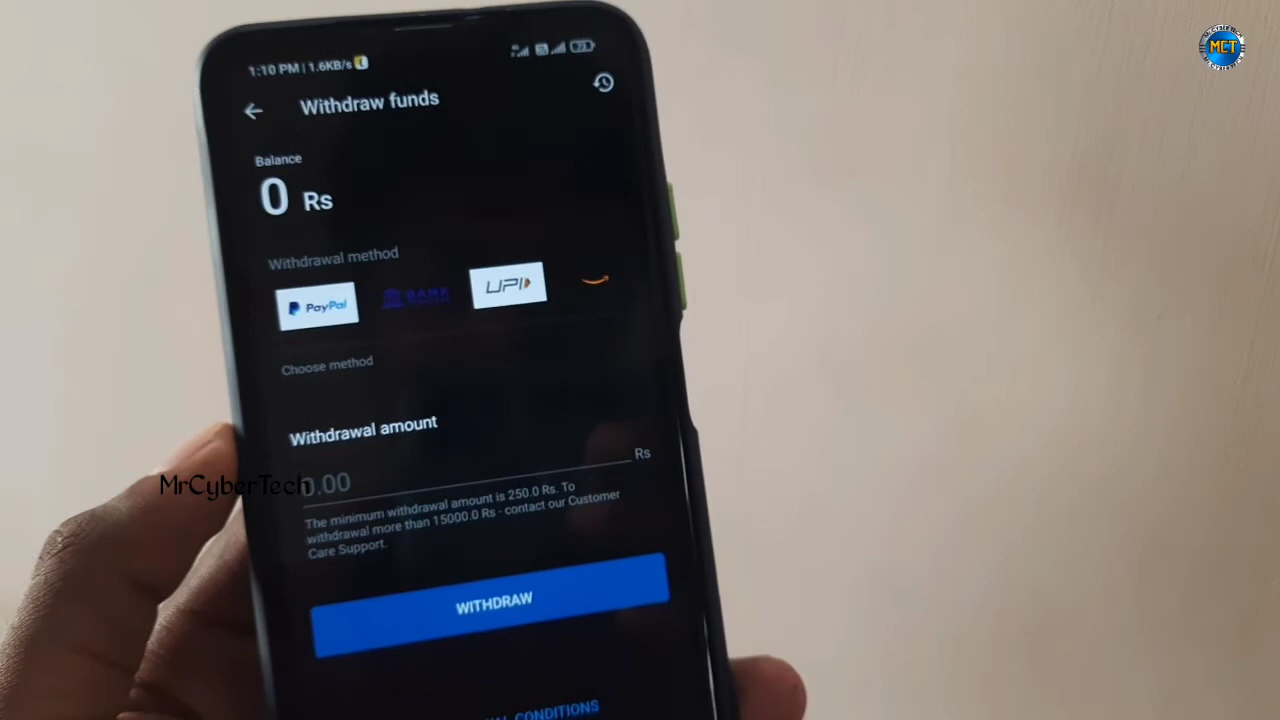 MCT
1:10 PM | 1.6KB/s
Withdraw funds
Balance
0 Rs
Withdrawal method
PayPal
BANK
UPI
Choose method
Withdrawal amount
0.00 Rs
MrCyberTech
The minimum withdrawal amount is 250.0 Rs. To
withdrawal more than 15000.0 Rs - contact our Customer
Care Support.
WITHDRAW
CONDITIONS